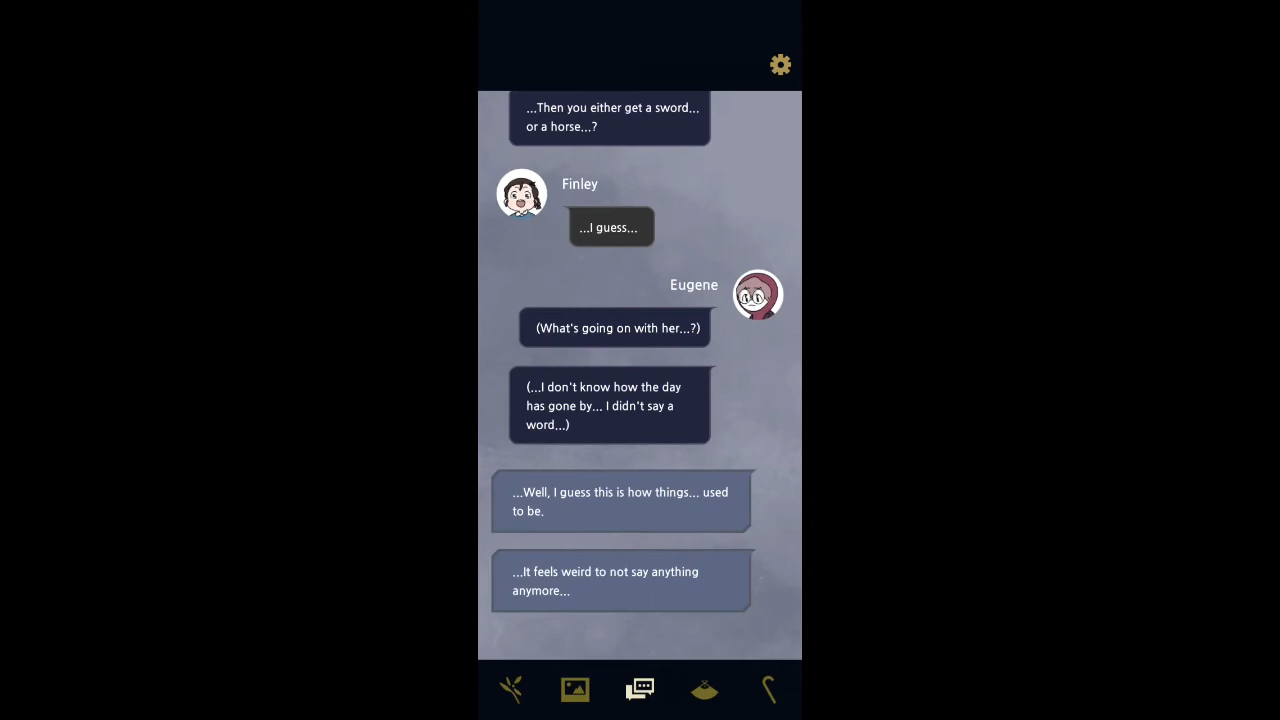 ...Then you either get a sword...
or a horse...?
Finley
...I guess...
Eugene
(What's going on with her...?)
(...I don't know how the day
has gone by... I didn't say a
word...)
...Well, I guess this is how things... used
to be.
...It feels weird to not say anything
anymore...